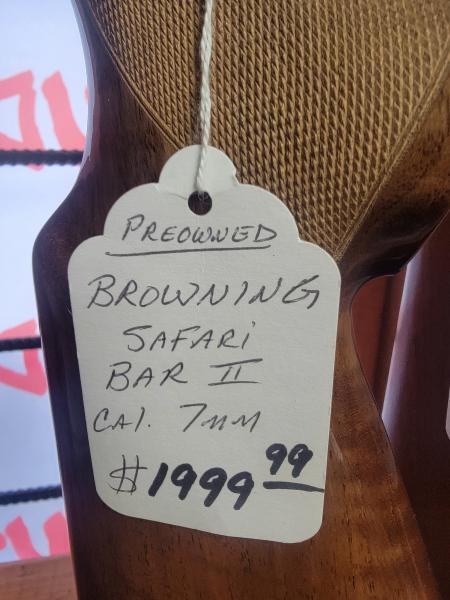 PREOWNED
BROWNING
SAFARI
BAR II
CAL. 7MM
$1999 99